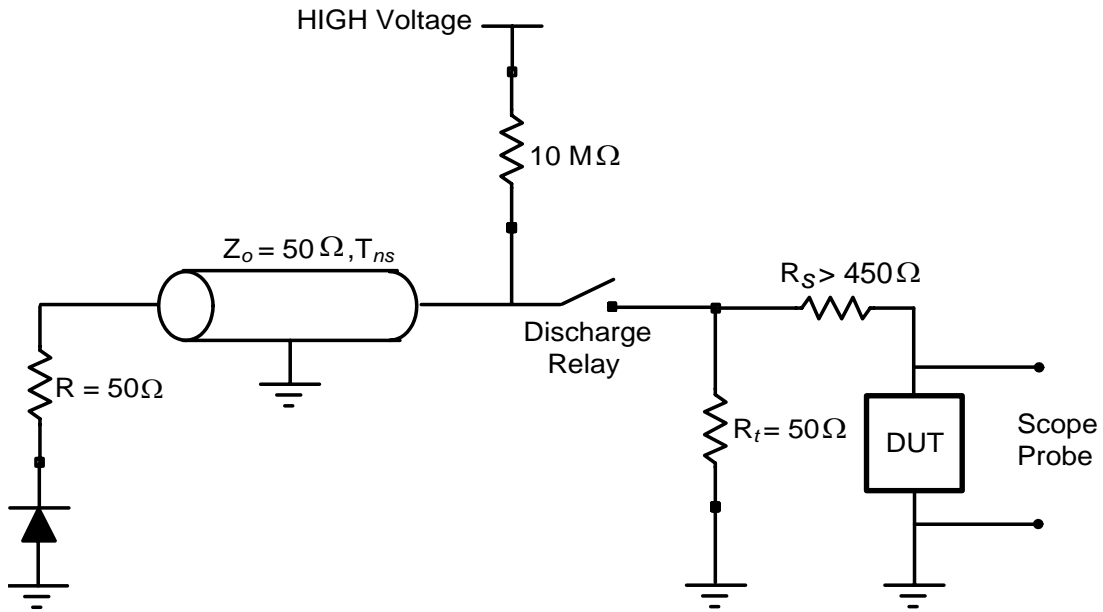 HIGH Voltage
10 MΩ
Zo = 50 Ω, Tns
RS > 450Ω
Discharge
Relay
R = 50Ω
Rt = 50Ω
DUT
Scope
Probe